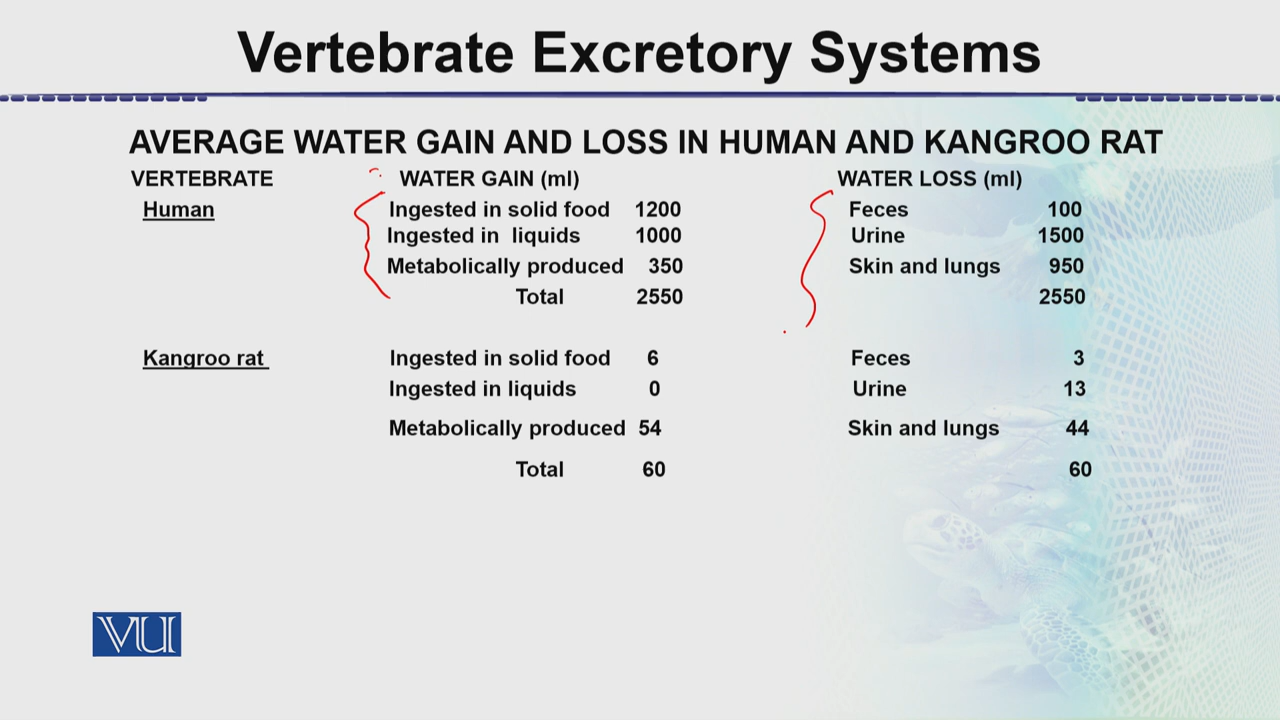 Vertebrate Excretory Systems
AVERAGE WATER GAIN AND LOSS IN HUMAN AND KANGROO RAT
VERTEBRATE WATER GAIN (ml) WATER LOSS (ml)
Human Ingested in solid food 1200 Feces 100
Ingested in liquids 1000 Urine 1500
Metabolically produced 350 Skin and lungs 950
Total 2550 2550
Kangroo rat Ingested in solid food 6 Feces 3
Ingested in liquids 0 Urine 13
Metabolically produced 54 Skin and lungs 44
Total 60 60
VU